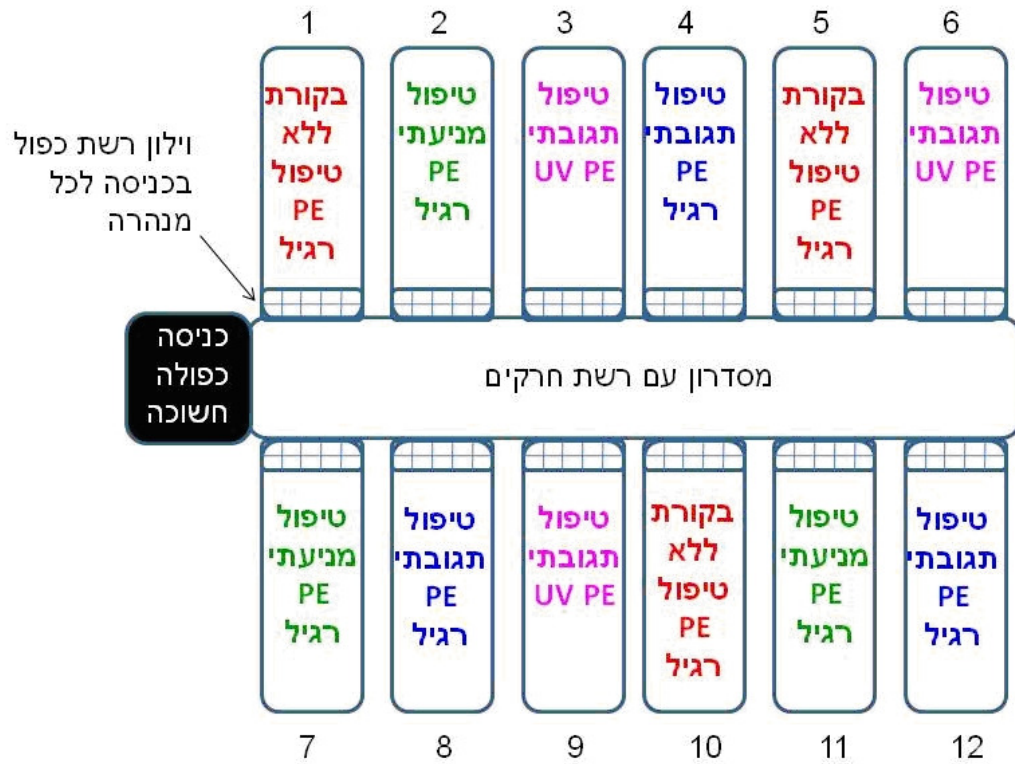 1
2
3
4
5
6
בקורת
ללא
טיפול
PE
רגיל
טיפול
מניעתי
PE
רגיל
טיפול
תגובתי
UV PE
טיפול
תגובתי
PE
רגיל
בקורת
ללא
טיפול
PE
רגיל
טיפול
תגובתי
UV PE
וילון רשת כפול
בכניסה לכל
מנהרה
כניסה
כפולה
חשוכה
מסדרון עם רשת חרקים
טיפול
מניעתי
PE
רגיל
טיפול
תגובתי
PE
רגיל
טיפול
תגובתי
UV PE
בקורת
ללא
טיפול
PE
רגיל
טיפול
מניעתי
PE
רגיל
טיפול
תגובתי
PE
רגיל
7
8
9
10
11
12